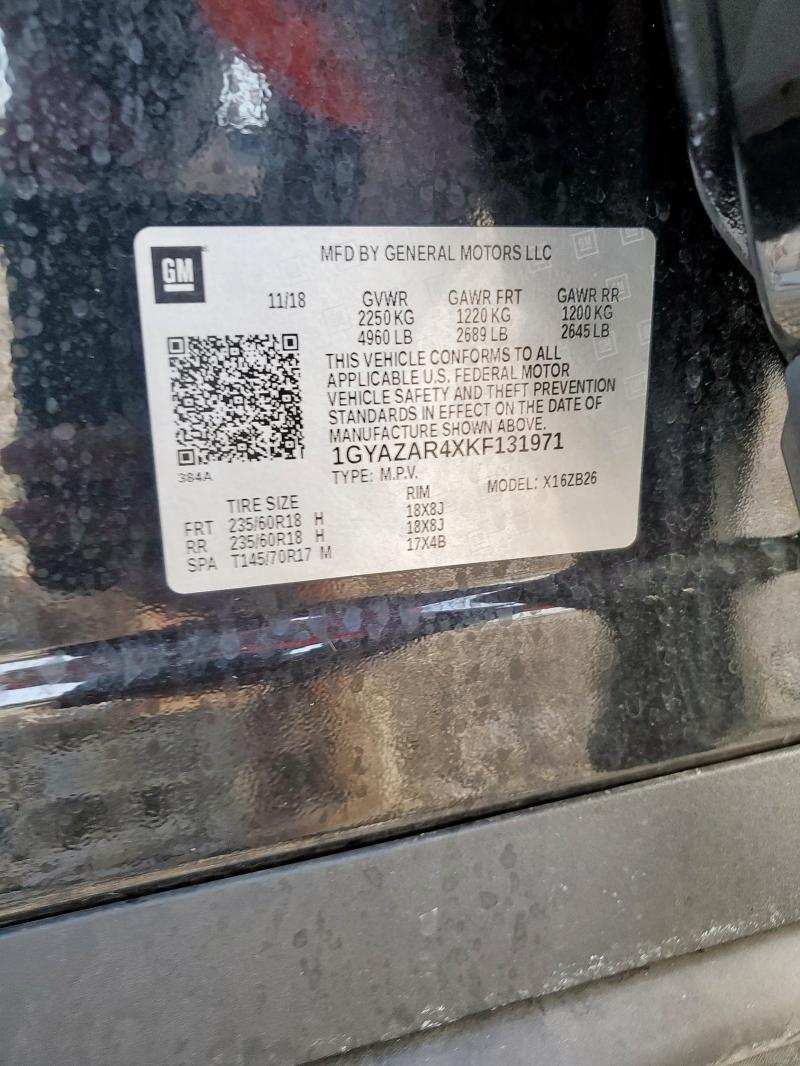 GM
MFD BY GENERAL MOTORS LLC
11/18 GVWR GAWR FRT GAWR RR
2250 KG 1220 KG 1200 KG
4960 LB 2689 LB 2645 LB
THIS VEHICLE CONFORMS TO ALL
APPLICABLE U.S. FEDERAL MOTOR
VEHICLE SAFETY AND THEFT PREVENTION
STANDARDS IN EFFECT ON THE DATE OF
MANUFACTURE SHOWN ABOVE.
1GYAZAR4XKF131971
384A
TYPE: M.P.V. MODEL: X16ZB26
TIRE SIZE RIM
FRT 235/60R18 H 18X8J
RR 235/60R18 H 18X8J
SPA T145/70R17 M 17X4B